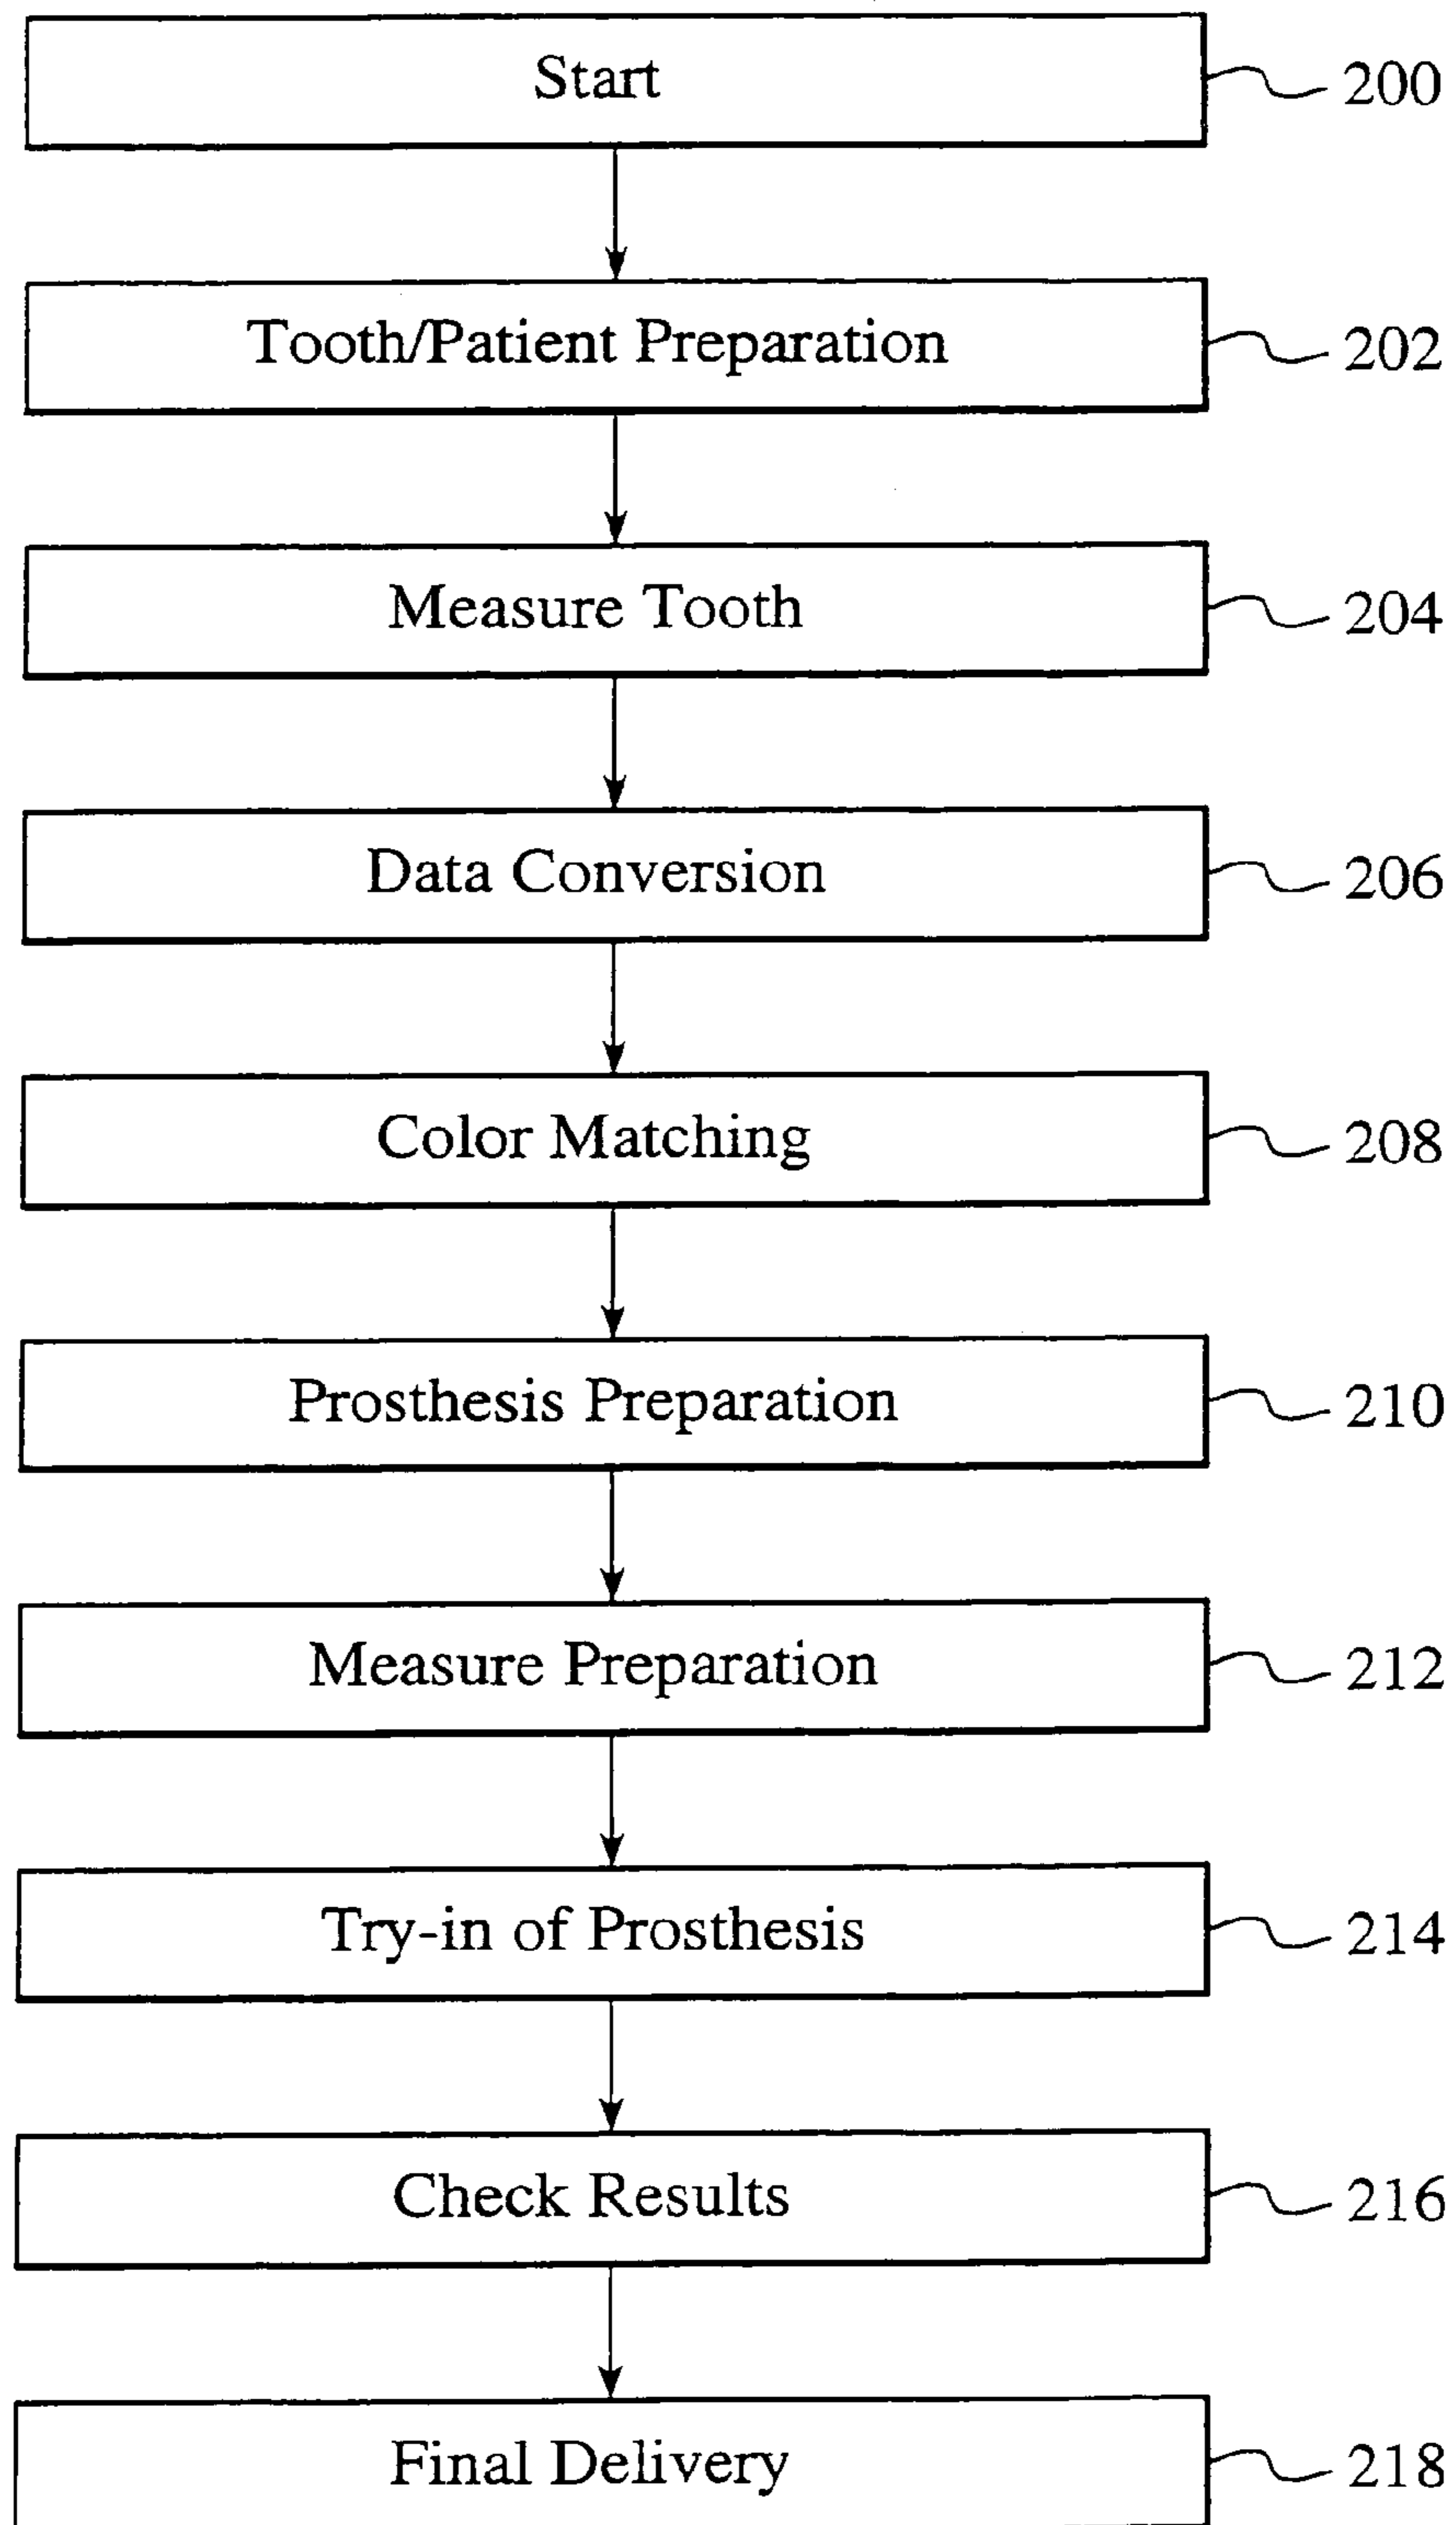 Start 200
Tooth/Patient Preparation 202
Measure Tooth 204
Data Conversion 206
Color Matching 208
Prosthesis Preparation 210
Measure Preparation 212
Try-in of Prosthesis 214
Check Results 216
Final Delivery 218